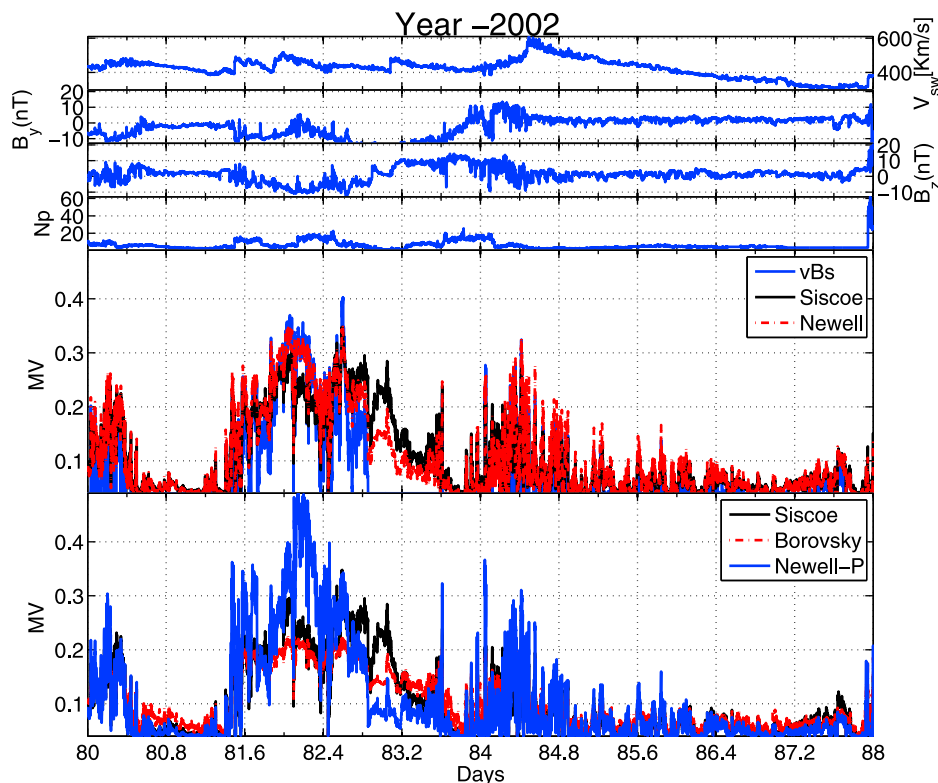 Year −2002
600
400
V_sw [Km/s]
20
10
0
−10
B_y(nT)
20
10
0
−10
B_z(nT)
60
40
20
Np
0.4
0.3
0.2
0.1
MV
vBs
Siscoe
Newell
0.4
0.3
0.2
0.1
MV
Siscoe
Borovsky
Newell−P
80 80.8 81.6 82.4 83.2 84 84.8 85.6 86.4 87.2 88
Days